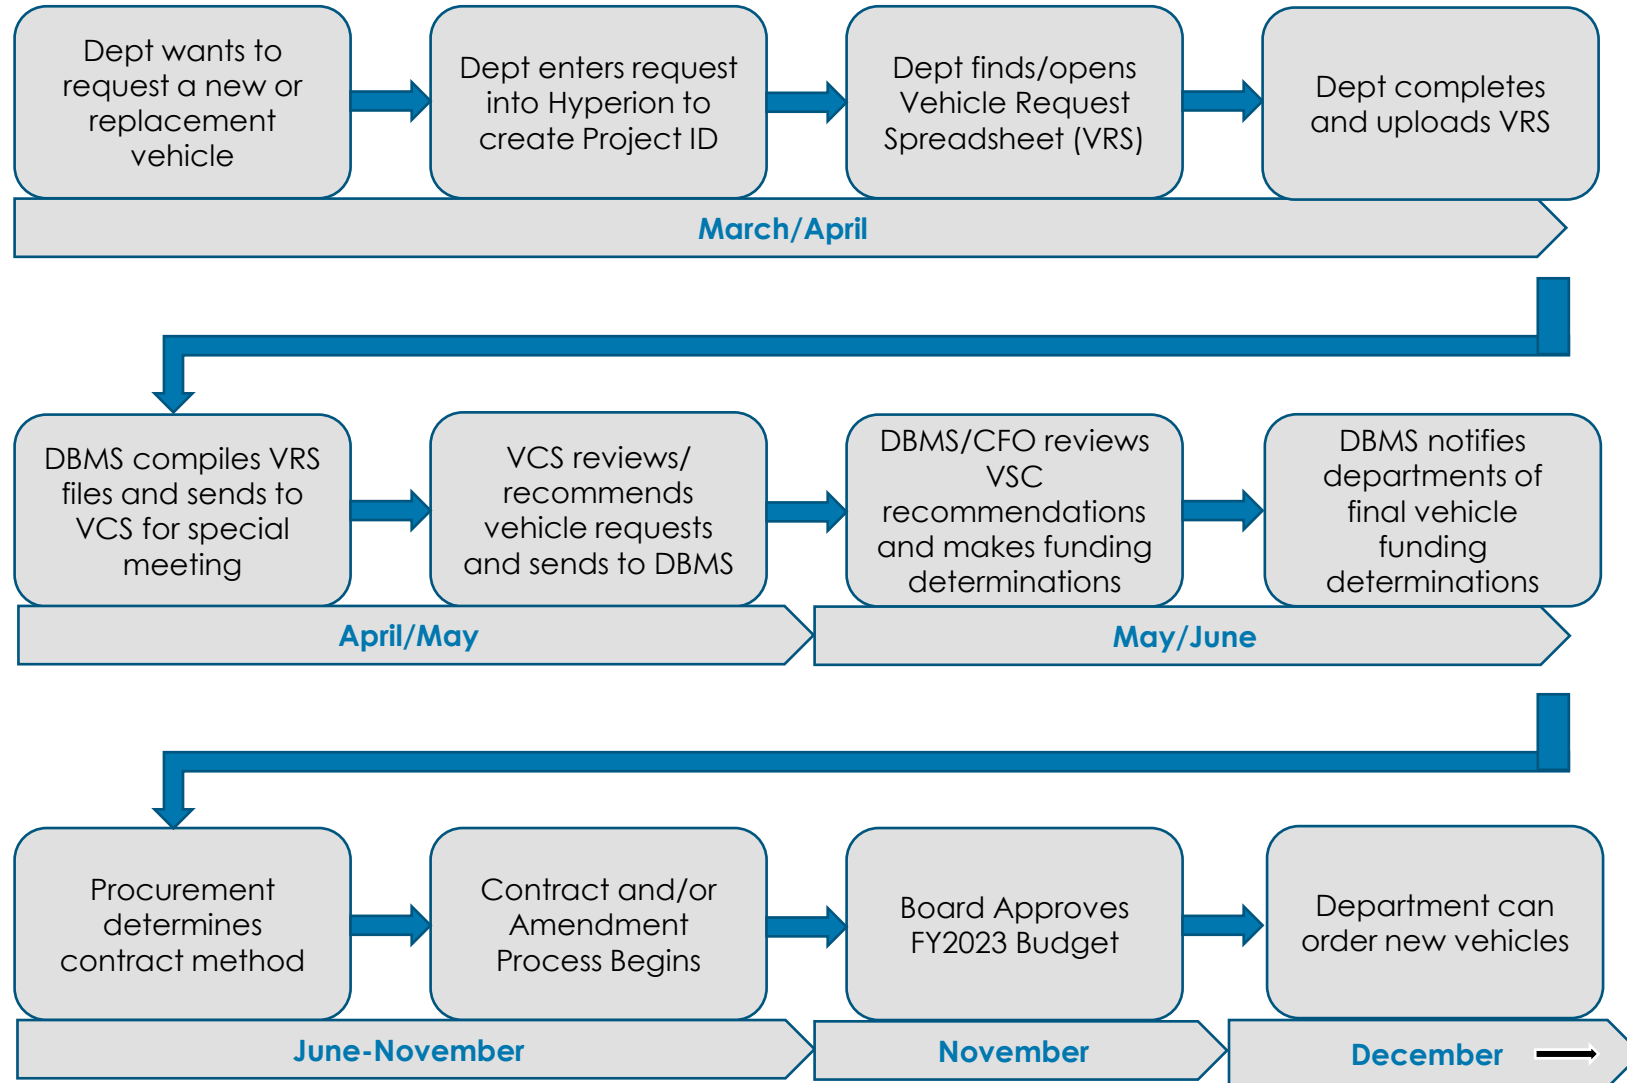 Dept wants to
request a new or
replacement
vehicle
Dept enters request
into Hyperion to
create Project ID
Dept finds/opens
Vehicle Request
Spreadsheet (VRS)
Dept completes
and uploads VRS
March/April
DBMS compiles VRS
files and sends to
VCS for special
meeting
VCS reviews/
recommends
vehicle requests
and sends to DBMS
DBMS/CFO reviews
VSC
recommendations
and makes funding
determinations
DBMS notifies
departments of
final vehicle
funding
determinations
April/May
May/June
Procurement
determines
contract method
Contract and/or
Amendment
Process Begins
Board Approves
FY2023 Budget
Department can
order new vehicles
June-November
November
December